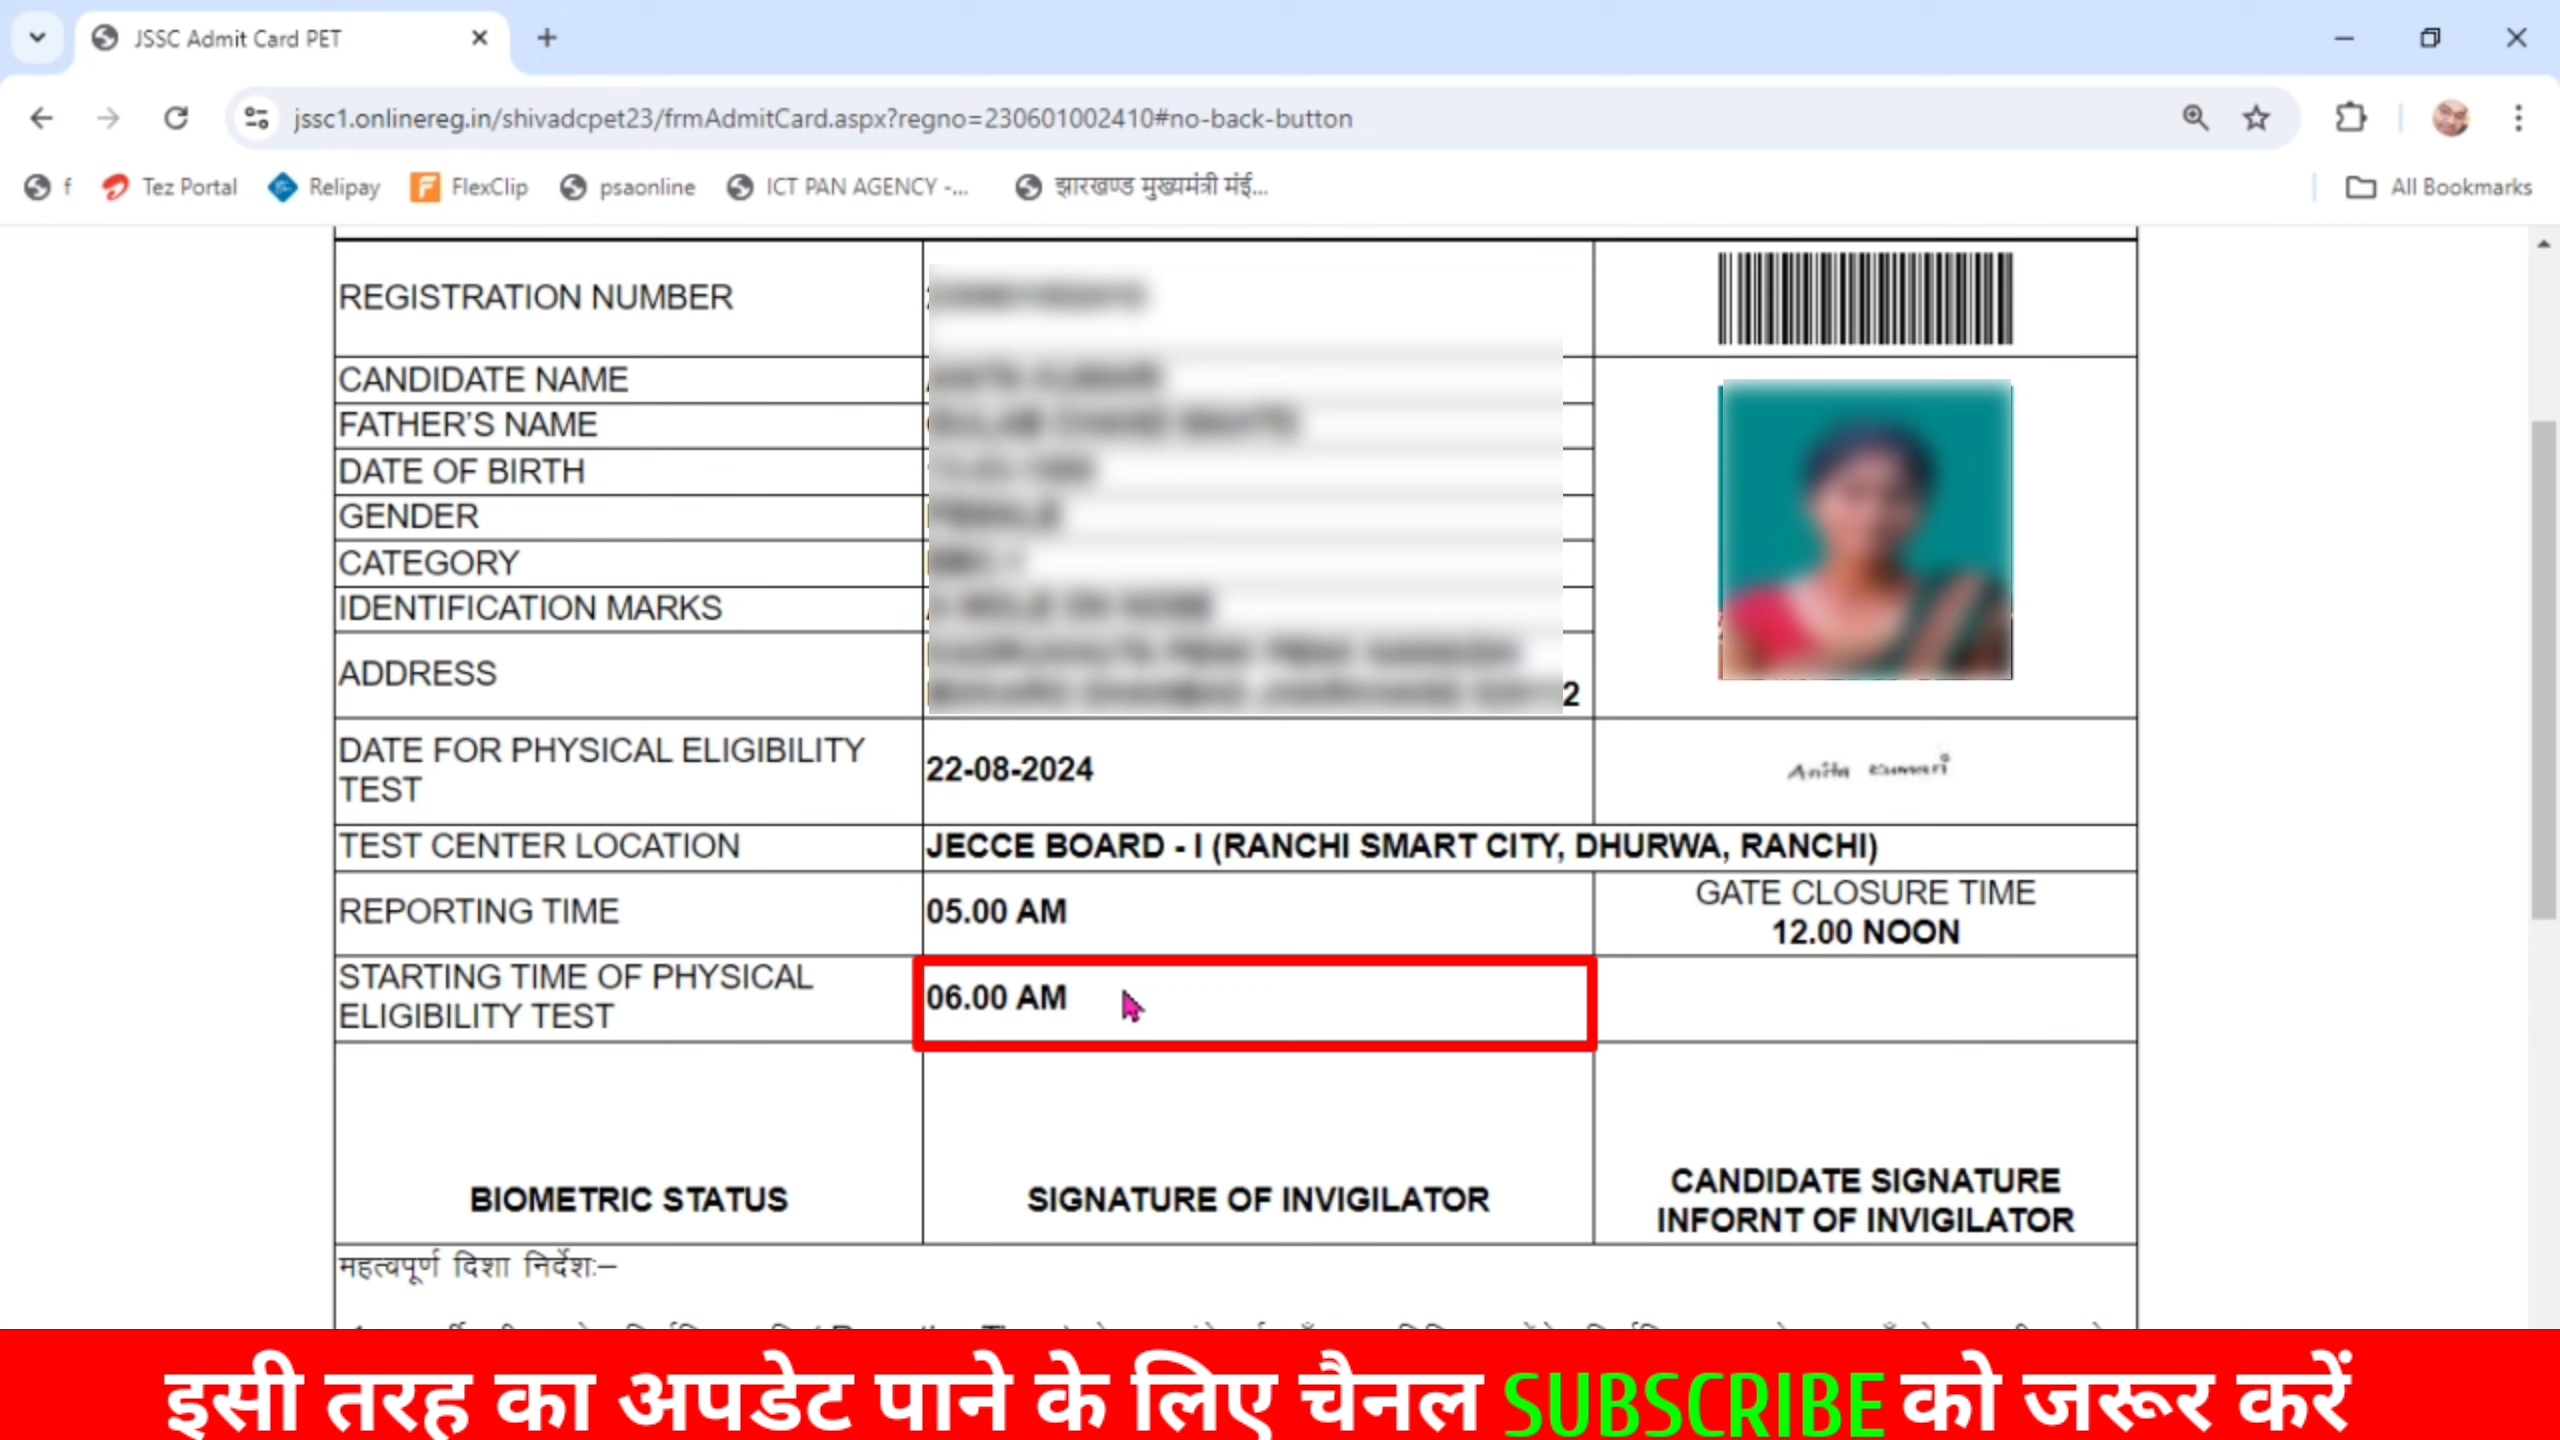 JSSC Admit Card PET
jssc1.onlinereg.in/shivadcpet23/frmAdmitCard.aspx?regno=230601002410#no-back-button
f Tez Portal Relipay FlexClip psaonline ICT PAN AGENCY -... झारखण्ड मुख्यमंत्री मंई... All Bookmarks
REGISTRATION NUMBER
CANDIDATE NAME
FATHER'S NAME
DATE OF BIRTH
GENDER
CATEGORY
IDENTIFICATION MARKS
ADDRESS
2
DATE FOR PHYSICAL ELIGIBILITY
TEST
22-08-2024
Anita Kumari
TEST CENTER LOCATION JECCE BOARD - I (RANCHI SMART CITY, DHURWA, RANCHI)
REPORTING TIME 05.00 AM
GATE CLOSURE TIME
12.00 NOON
STARTING TIME OF PHYSICAL
ELIGIBILITY TEST
06.00 AM
BIOMETRIC STATUS
SIGNATURE OF INVIGILATOR
CANDIDATE SIGNATURE
INFORNT OF INVIGILATOR
महत्वपूर्ण दिशा निर्देश:–
इसी तरह का अपडेट पाने के लिए चैनल SUBSCRIBE को जरूर करें